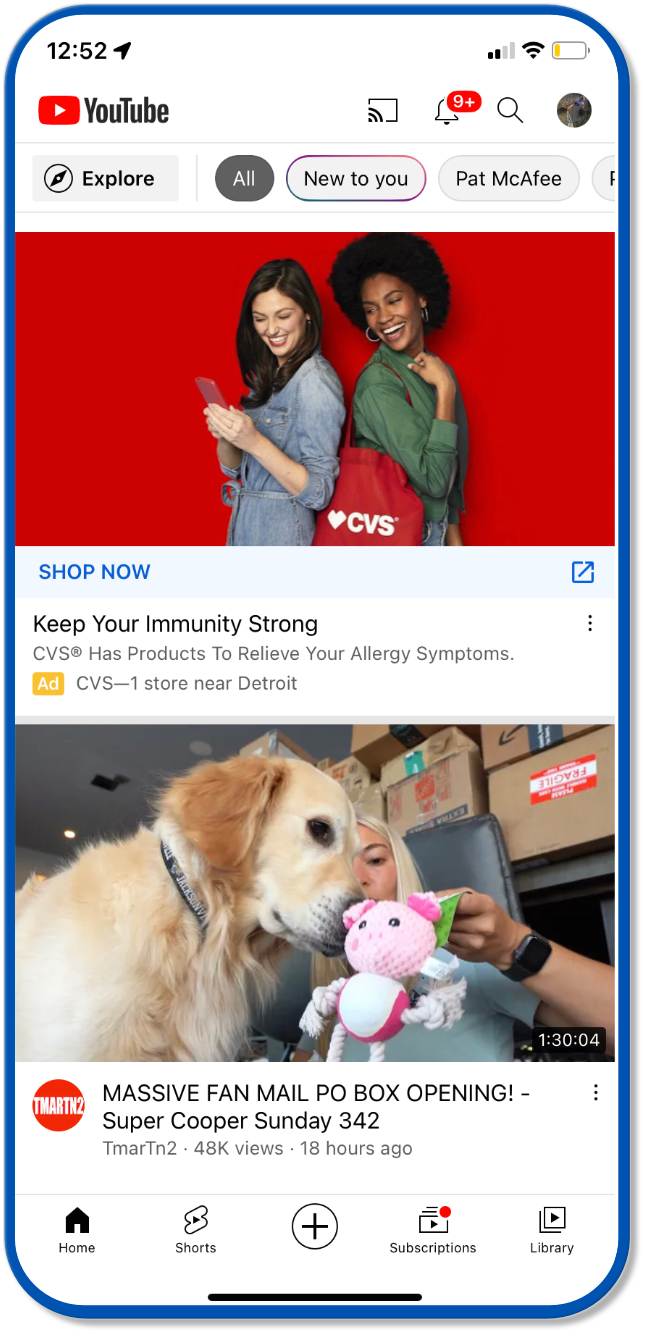 12:52
YouTube
9+
Explore
All
New to you
Pat McAfee
CVS®
SHOP NOW
Keep Your Immunity Strong
CVS® Has Products To Relieve Your Allergy Symptoms.
Ad CVS—1 store near Detroit
FRAGILE
1:30:04
TMARTN2
MASSIVE FAN MAIL PO BOX OPENING! -
Super Cooper Sunday 342
TmarTn2 · 48K views · 18 hours ago
Home
Shorts
Subscriptions
Library